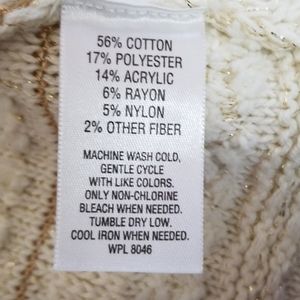 56% COTTON
17% POLYESTER
14% ACRYLIC
6% RAYON
5% NYLON
2% OTHER FIBER
MACHINE WASH COLD,
GENTLE CYCLE
WITH LIKE COLORS.
ONLY NON-CHLORINE
BLEACH WHEN NEEDED.
TUMBLE DRY LOW.
COOL IRON WHEN NEEDED.
WPL 8046